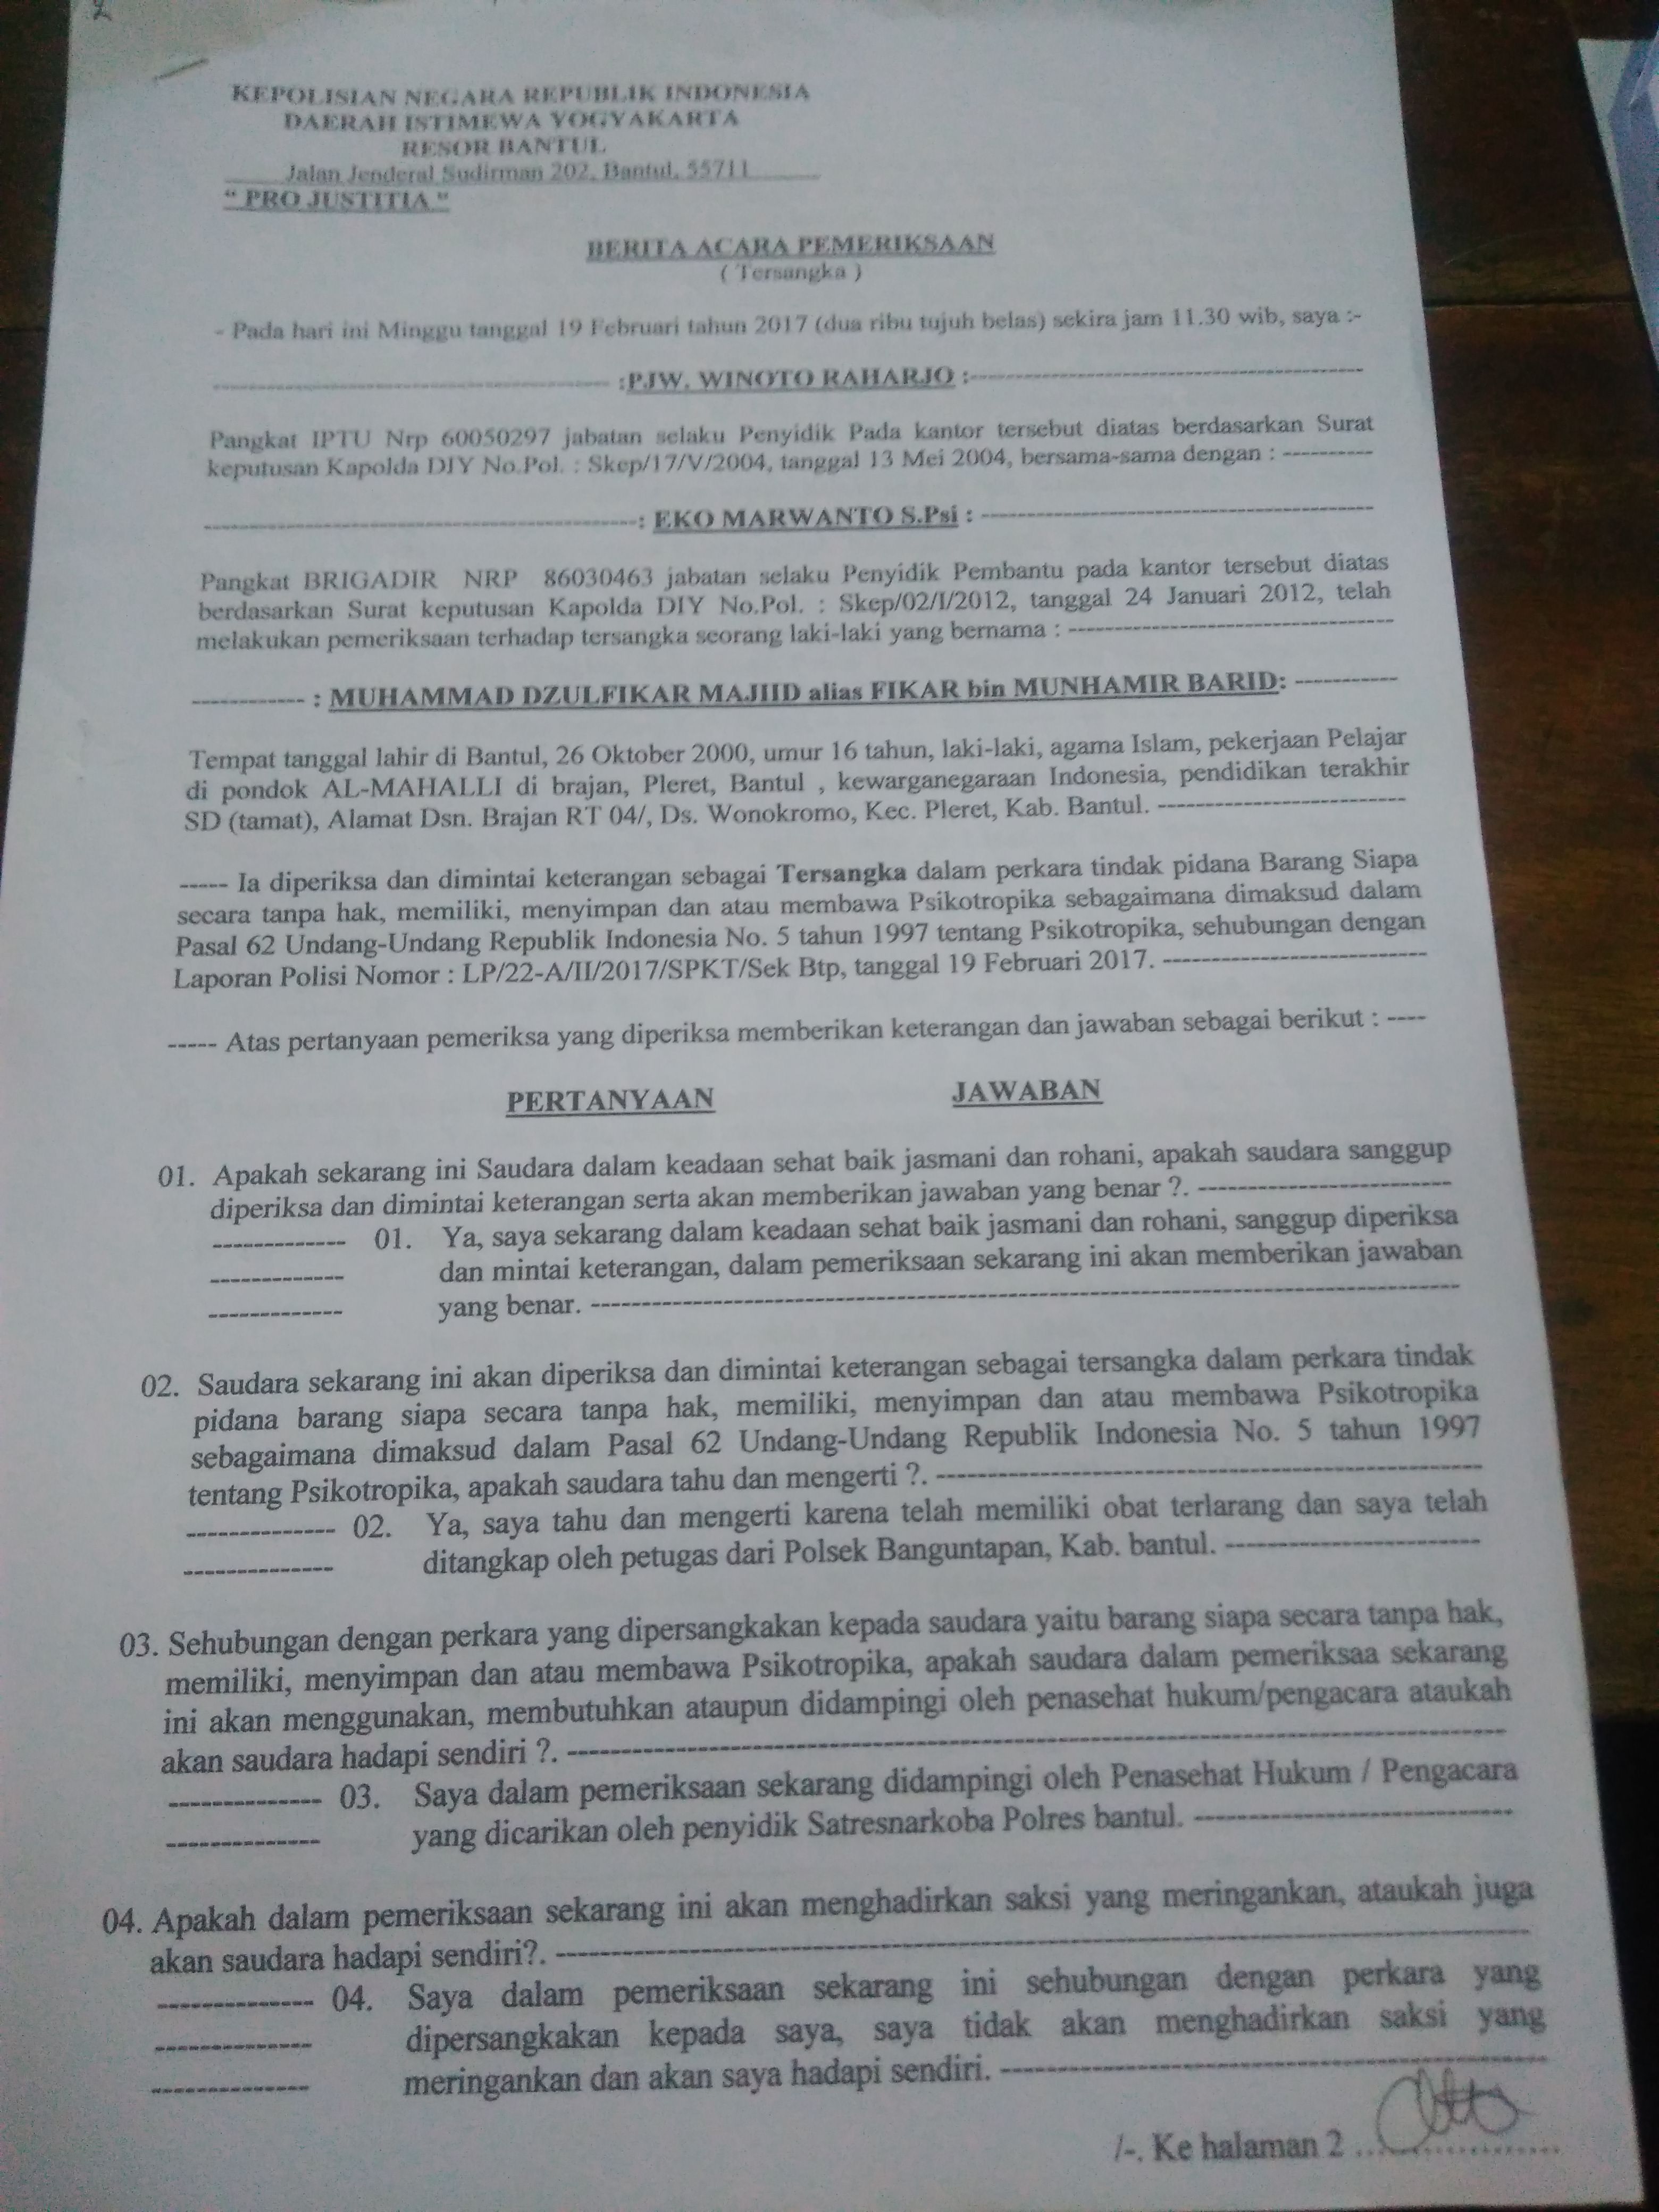 2
KEPOLISIAN NEGARA REPUBLIK INDONESIA
DAERAH ISTIMEWA YOGYAKARTA
RESOR BANTUL
Jalan Jenderal Sudirman 202, Bantul, 55711
“ PRO JUSTITIA ”
BERITA ACARA PEMERIKSAAN
( Tersangka )
- Pada hari ini Minggu tanggal 19 Februari tahun 2017 (dua ribu tujuh belas) sekira jam 11.30 wib, saya :-
------------------------------------------ :PJW. WINOTO RAHARJO :------------------------------------------
Pangkat IPTU Nrp 60050297 jabatan selaku Penyidik Pada kantor tersebut diatas berdasarkan Surat
keputusan Kapolda DIY No.Pol. : Skep/17/V/2004, tanggal 13 Mei 2004, bersama-sama dengan : ----------
--------------------------------------------: EKO MARWANTO S.Psi : ------------------------------------------
Pangkat BRIGADIR NRP 86030463 jabatan selaku Penyidik Pembantu pada kantor tersebut diatas
berdasarkan Surat keputusan Kapolda DIY No.Pol. : Skep/02/I/2012, tanggal 24 Januari 2012, telah
melakukan pemeriksaan terhadap tersangka seorang laki-laki yang bernama : ----------------------------------
------------ : MUHAMMAD DZULFIKAR MAJIID alias FIKAR bin MUNHAMIR BARID: -----------
Tempat tanggal lahir di Bantul, 26 Oktober 2000, umur 16 tahun, laki-laki, agama Islam, pekerjaan Pelajar
di pondok AL-MAHALLI di brajan, Pleret, Bantul , kewarganegaraan Indonesia, pendidikan terakhir
SD (tamat), Alamat Dsn. Brajan RT 04/, Ds. Wonokromo, Kec. Pleret, Kab. Bantul. -------------------------
----- Ia diperiksa dan dimintai keterangan sebagai Tersangka dalam perkara tindak pidana Barang Siapa
secara tanpa hak, memiliki, menyimpan dan atau membawa Psikotropika sebagaimana dimaksud dalam
Pasal 62 Undang-Undang Republik Indonesia No. 5 tahun 1997 tentang Psikotropika, sehubungan dengan
Laporan Polisi Nomor : LP/22-A/II/2017/SPKT/Sek Btp, tanggal 19 Februari 2017. --------------------------
----- Atas pertanyaan pemeriksa yang diperiksa memberikan keterangan dan jawaban sebagai berikut : ----
PERTANYAAN JAWABAN
01. Apakah sekarang ini Saudara dalam keadaan sehat baik jasmani dan rohani, apakah saudara sanggup
diperiksa dan dimintai keterangan serta akan memberikan jawaban yang benar ?. ------------------------
------------- 01. Ya, saya sekarang dalam keadaan sehat baik jasmani dan rohani, sanggup diperiksa
------------- dan mintai keterangan, dalam pemeriksaan sekarang ini akan memberikan jawaban
------------- yang benar. ------------------------------------------------------------------------------------
02. Saudara sekarang ini akan diperiksa dan dimintai keterangan sebagai tersangka dalam perkara tindak
pidana barang siapa secara tanpa hak, memiliki, menyimpan dan atau membawa Psikotropika
sebagaimana dimaksud dalam Pasal 62 Undang-Undang Republik Indonesia No. 5 tahun 1997
tentang Psikotropika, apakah saudara tahu dan mengerti ?. ---------------------------------------------------
-------------- 02. Ya, saya tahu dan mengerti karena telah memiliki obat terlarang dan saya telah
-------------- ditangkap oleh petugas dari Polsek Banguntapan, Kab. bantul. ------------------------
03. Sehubungan dengan perkara yang dipersangkakan kepada saudara yaitu barang siapa secara tanpa hak,
memiliki, menyimpan dan atau membawa Psikotropika, apakah saudara dalam pemeriksaa sekarang
ini akan menggunakan, membutuhkan ataupun didampingi oleh penasehat hukum/pengacara ataukah
akan saudara hadapi sendiri ?. -----------------------------------------------------------------------------------
-------------- 03. Saya dalam pemeriksaan sekarang didampingi oleh Penasehat Hukum / Pengacara
-------------- yang dicarikan oleh penyidik Satresnarkoba Polres bantul. -----------------------------
04. Apakah dalam pemeriksaan sekarang ini akan menghadirkan saksi yang meringankan, ataukah juga
akan saudara hadapi sendiri?. ------------------------------------------------------------------------------------
-------------- 04. Saya dalam pemeriksaan sekarang ini sehubungan dengan perkara yang
-------------- dipersangkakan kepada saya, saya tidak akan menghadirkan saksi yang
-------------- meringankan dan akan saya hadapi sendiri. -------------------------------------------------
/-. Ke halaman 2 ....................